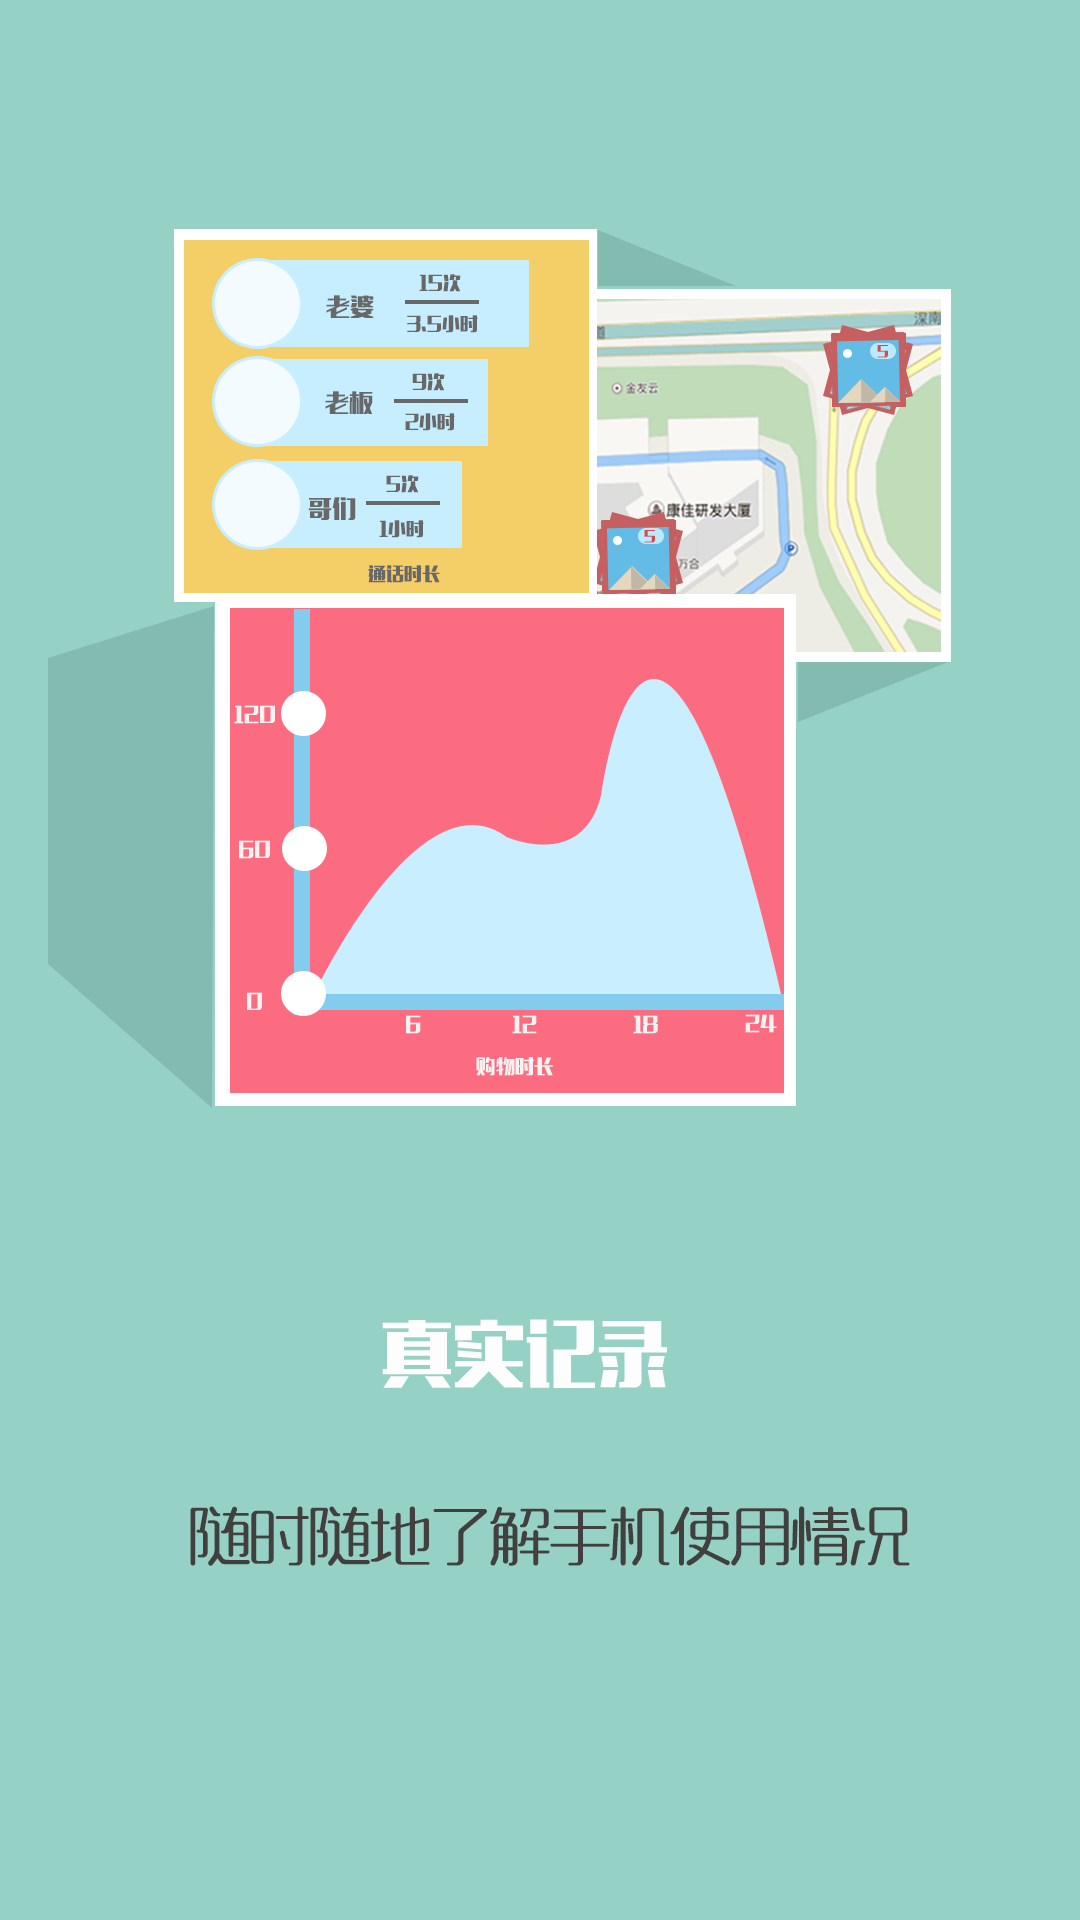 15次
老婆
3.5小时
9次
老板
2小时
5次
哥们
1小时
通话时长
深南
道
5
金友云
康佳研发大厦
5
万合
120
60
0
6 12 18 24
购物时长
真实记录
随时随地了解手机使用情况